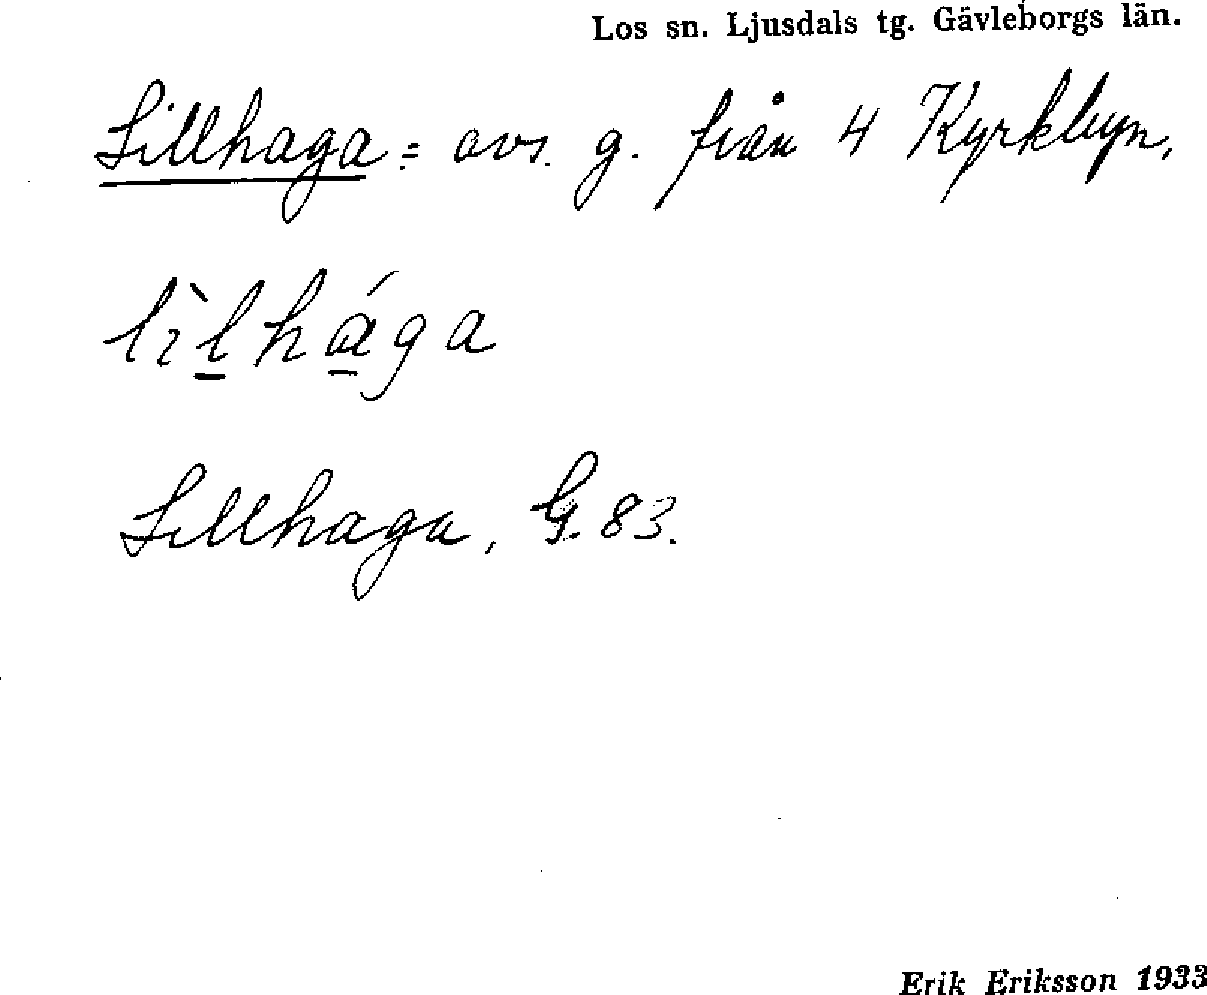 Los sn. Ljusdals tg. Gävleborgs län.
Lillhaga = avs. g. från 4 Kyrkbyn.
lìlhága
Lillhaga, G. 83.
Erik Eriksson 1933